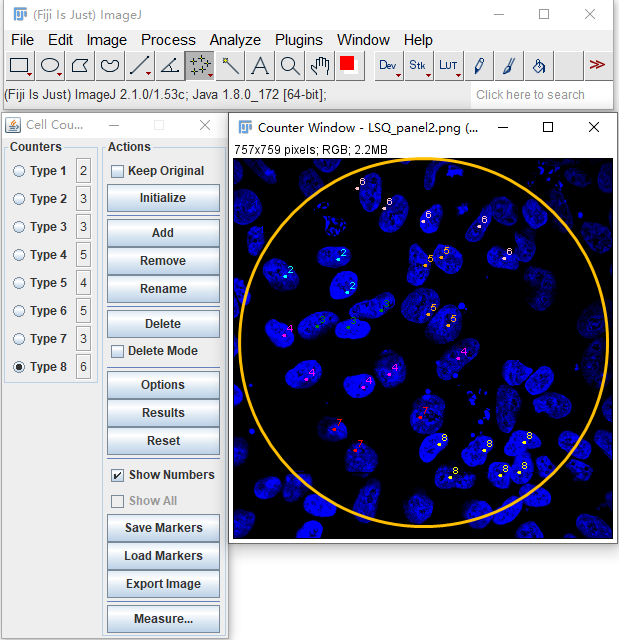 (Fiji Is Just) ImageJ
File Edit Image Process Analyze Plugins Window Help
A Dev Stk LUT >>
(Fiji Is Just) ImageJ 2.1.0/1.53c; Java 1.8.0_172 [64-bit]; Click here to search
Cell Cou...
Counters
Type 1 2
Type 2 3
Type 3 3
Type 4 5
Type 5 4
Type 6 5
Type 7 3
Type 8 6
Actions
Keep Original
Initialize
Add
Remove
Rename
Delete
Delete Mode
Options
Results
Reset
Show Numbers
Show All
Save Markers
Load Markers
Export Image
Measure...
Counter Window - LSQ_panel2.png (...
757x759 pixels; RGB; 2.2MB
6
6
6 6
2 5 5 6
2
2
3 5
4 3 3 5
4
4 4 4
7
7
7 8 8 8
8 8 8